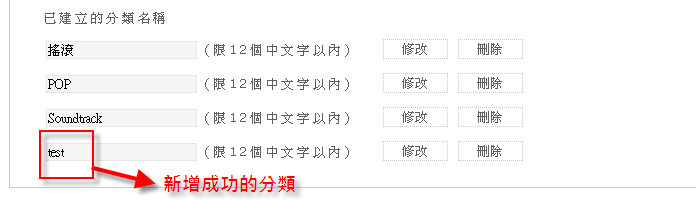 已建立的分類名稱
搖滾 (限12個中文字以內) 修改 刪除
POP (限12個中文字以內) 修改 刪除
Soundtrack (限12個中文字以內) 修改 刪除
test (限12個中文字以內) 修改 刪除
新增成功的分類